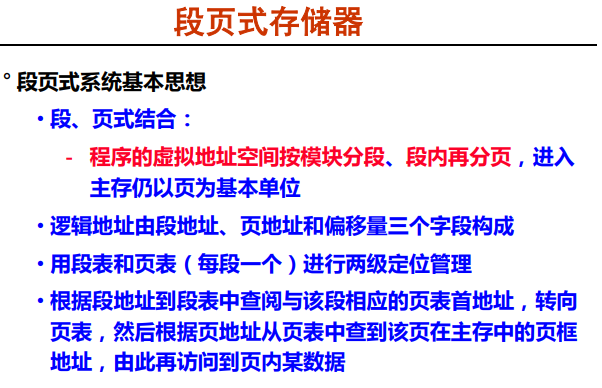 段页式存储器
° 段页式系统基本思想
• 段、页式结合：
- 程序的虚拟地址空间按模块分段、段内再分页，进入
主存仍以页为基本单位
• 逻辑地址由段地址、页地址和偏移量三个字段构成
• 用段表和页表（每段一个）进行两级定位管理
• 根据段地址到段表中查阅与该段相应的页表首地址，转向
页表，然后根据页地址从页表中查到该页在主存中的页框
地址，由此再访问到页内某数据